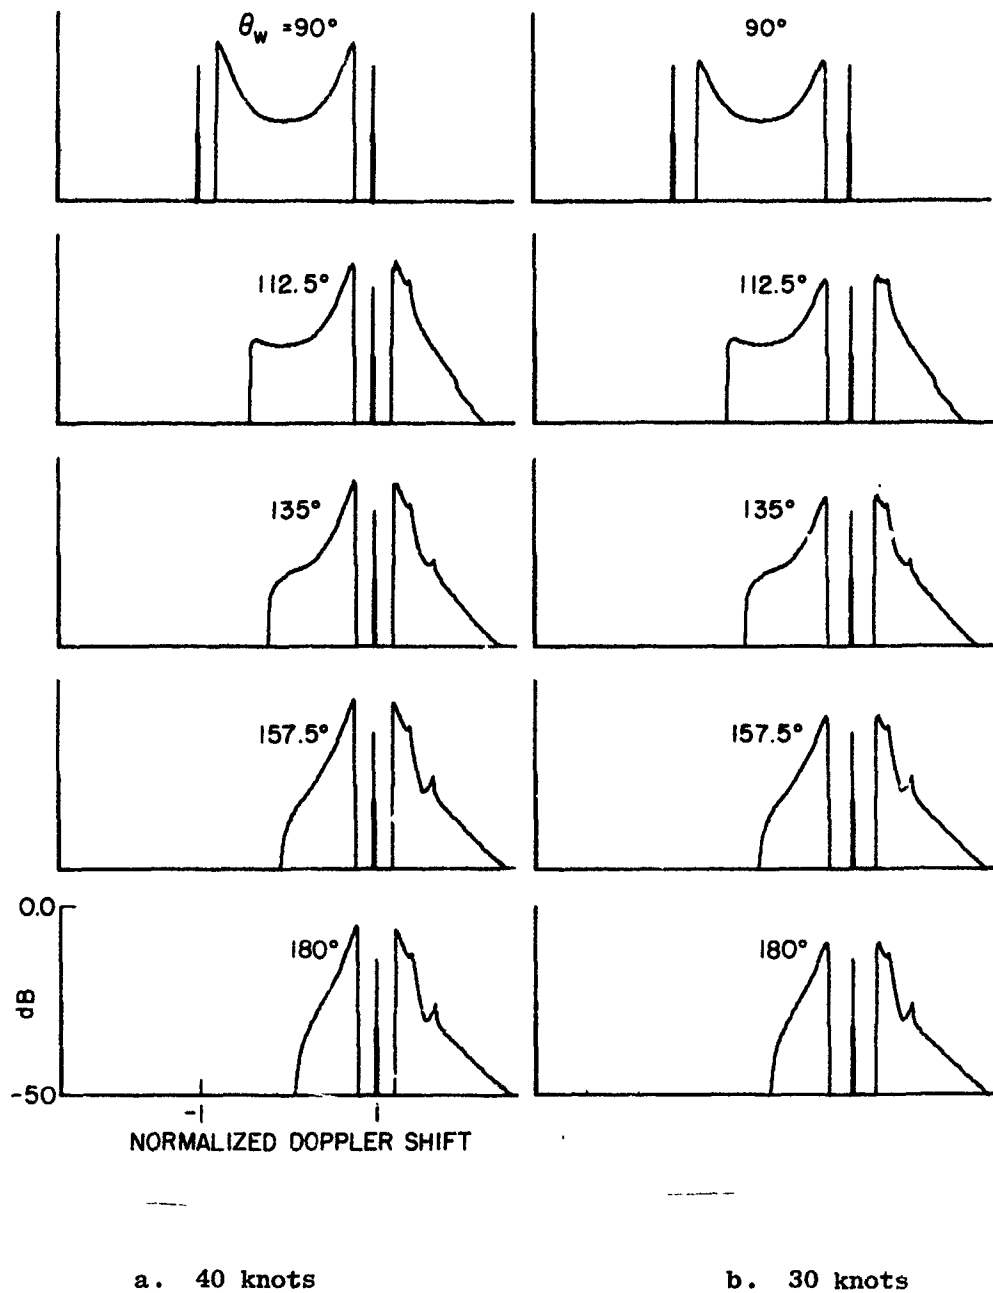 θw =90°
90°
112.5°
112.5°
135°
135°
157.5°
157.5°
0.0
180°
180°
dB
-50
-1
1
NORMALIZED DOPPLER SHIFT
a. 40 knots
b. 30 knots